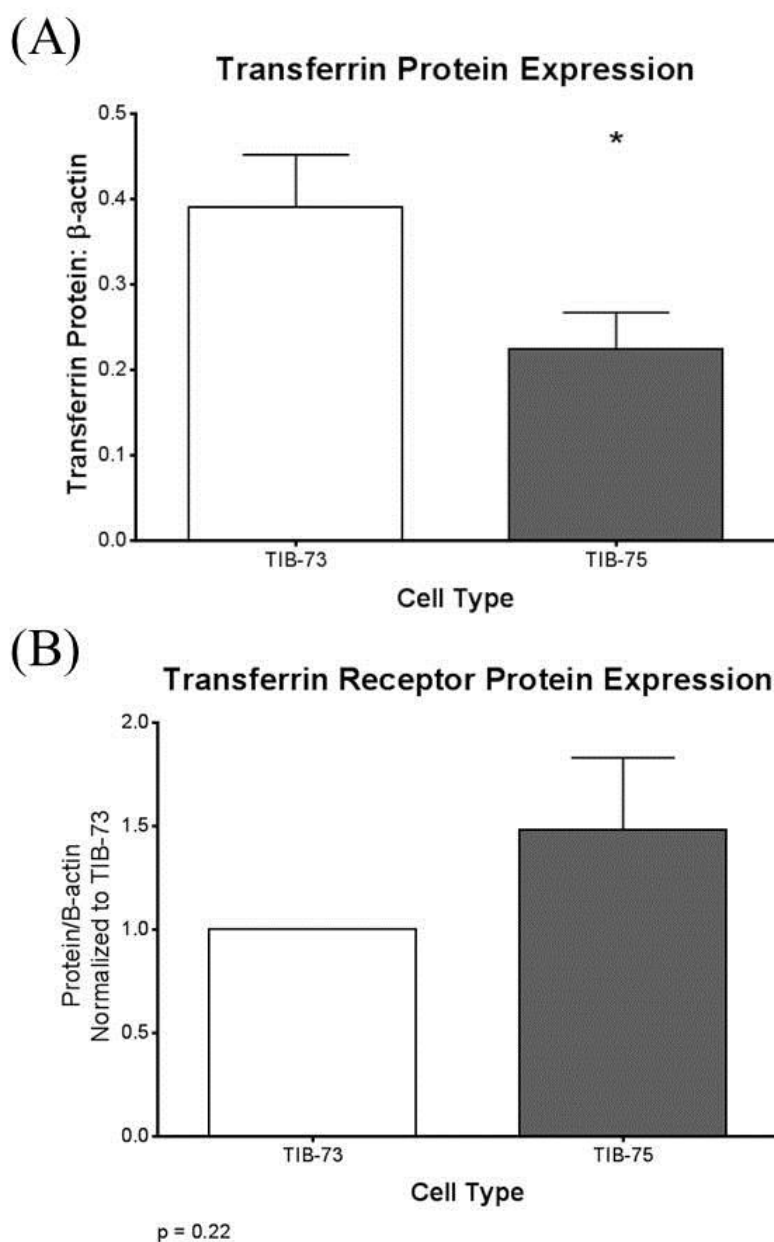 (A)
Transferrin Protein Expression
Transferrin Protein: β-actin
0.5
0.4
0.3
0.2
0.1
0.0
*
TIB-73
TIB-75
Cell Type
(B)
Transferrin Receptor Protein Expression
Protein/B-actin
Normalized to TIB-73
2.0
1.5
1.0
0.5
0.0
TIB-73
TIB-75
Cell Type
p = 0.22